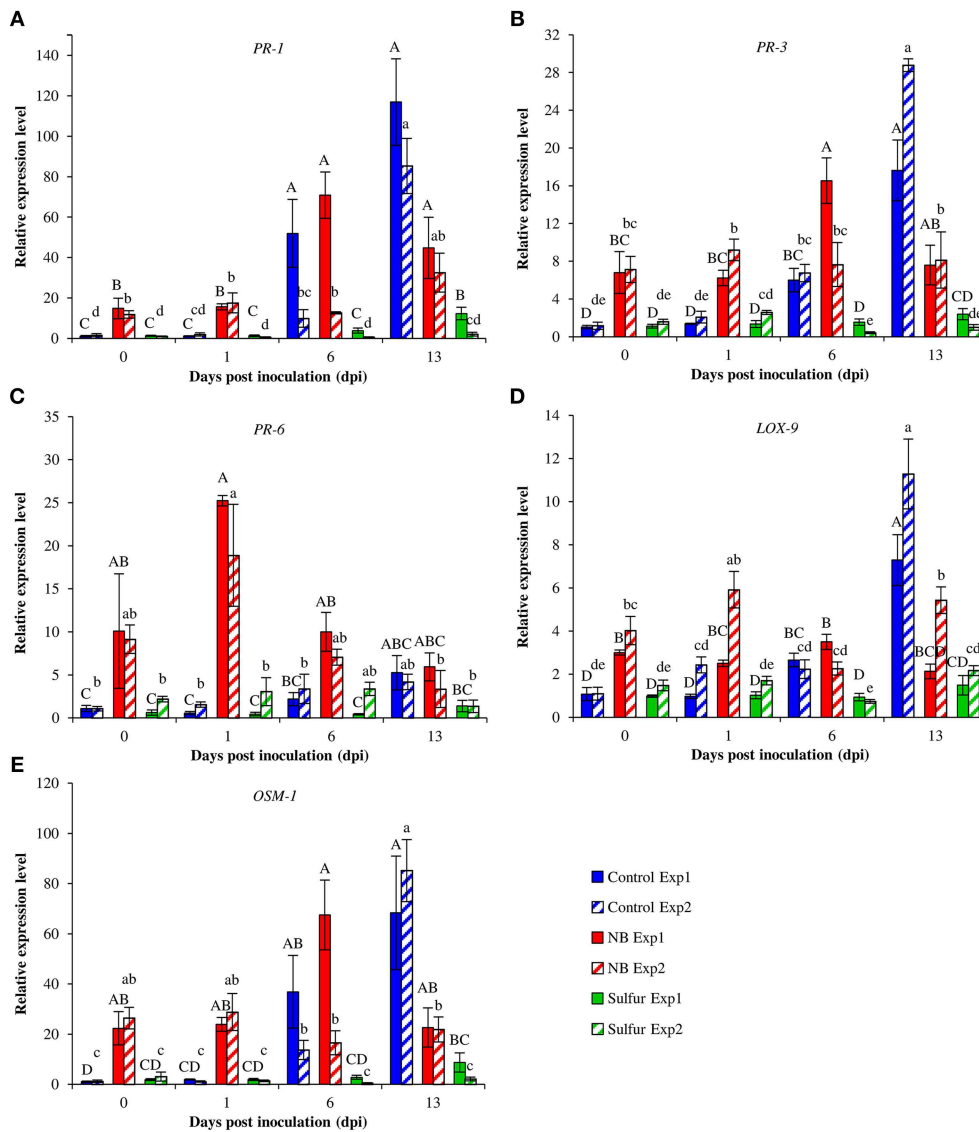 A
PR-1
Relative expression level
0 20 40 60 80 100 120 140
C d B b C d C cd B b C d A bc A b C d A a A ab B cd
0 1 6 13
Days post inoculation (dpi)
B
PR-3
Relative expression level
0 4 8 12 16 20 24 28 32
D de BC bc D de D de BC b D cd BC bc A bc D e A a AB b CD de
0 1 6 13
Days post inoculation (dpi)
C
PR-6
Relative expression level
0 5 10 15 20 25 30 35
C b AB ab C b C b A a C b BC b AB ab C ab ABC ab ABC b BC b
0 1 6 13
Days post inoculation (dpi)
D
LOX-9
Relative expression level
0 2 4 6 8 10 12 14
D de B bc D de D cd BC ab D de BC cd B cd D e A a BCD b CD cd
0 1 6 13
Days post inoculation (dpi)
E
OSM-1
Relative expression level
0 20 40 60 80 100 120
D c AB ab CD c CD c AB ab CD c AB b A b CD c A a AB b BC c
0 1 6 13
Days post inoculation (dpi)
Control Exp1
Control Exp2
NB Exp1
NB Exp2
Sulfur Exp1
Sulfur Exp2